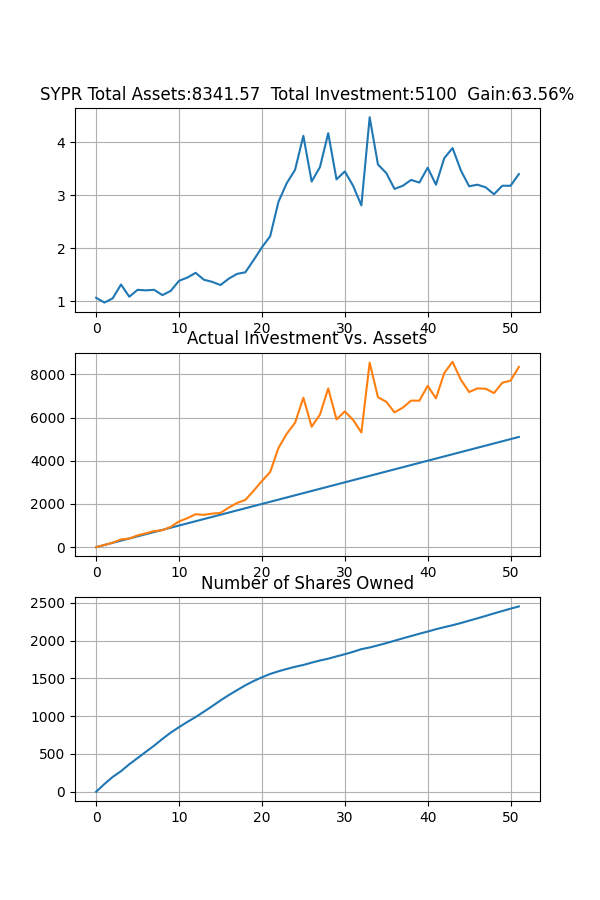 SYPR Total Assets:8341.57  Total Investment:5100  Gain:63.56%
4
3
2
1
0 10 20 30 40 50
Actual Investment vs. Assets
8000
6000
4000
2000
0
0 10 20 30 40 50
Number of Shares Owned
2500
2000
1500
1000
500
0
0 10 20 30 40 50